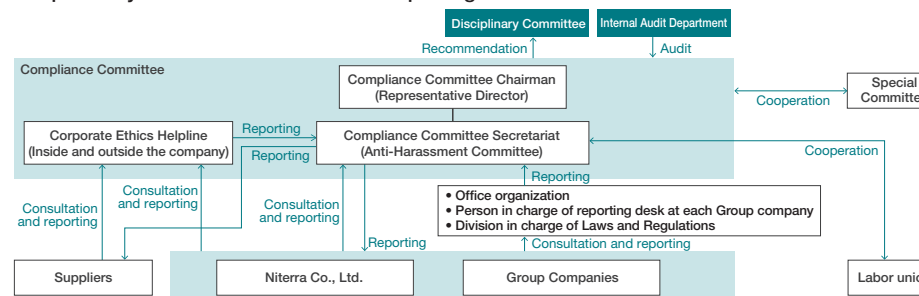 Disciplinary Committee
Internal Audit Department
Recommendation
Audit
Compliance Committee
Compliance Committee Chairman
(Representative Director)
Special
Cooperation
Corporate Ethics Helpline
(Inside and outside the company)
Reporting
Reporting
Compliance Committee Secretariat
(Anti-Harassment Committee)
Cooperation
Consultation
and reporting
Consultation
and reporting
Consultation
and reporting
Reporting
• Office organization
• Person in charge of reporting desk at each Group company
• Division in charge of Laws and Regulations
Reporting
Consultation and reporting
Suppliers
Niterra Co., Ltd.
Group Companies
Labor